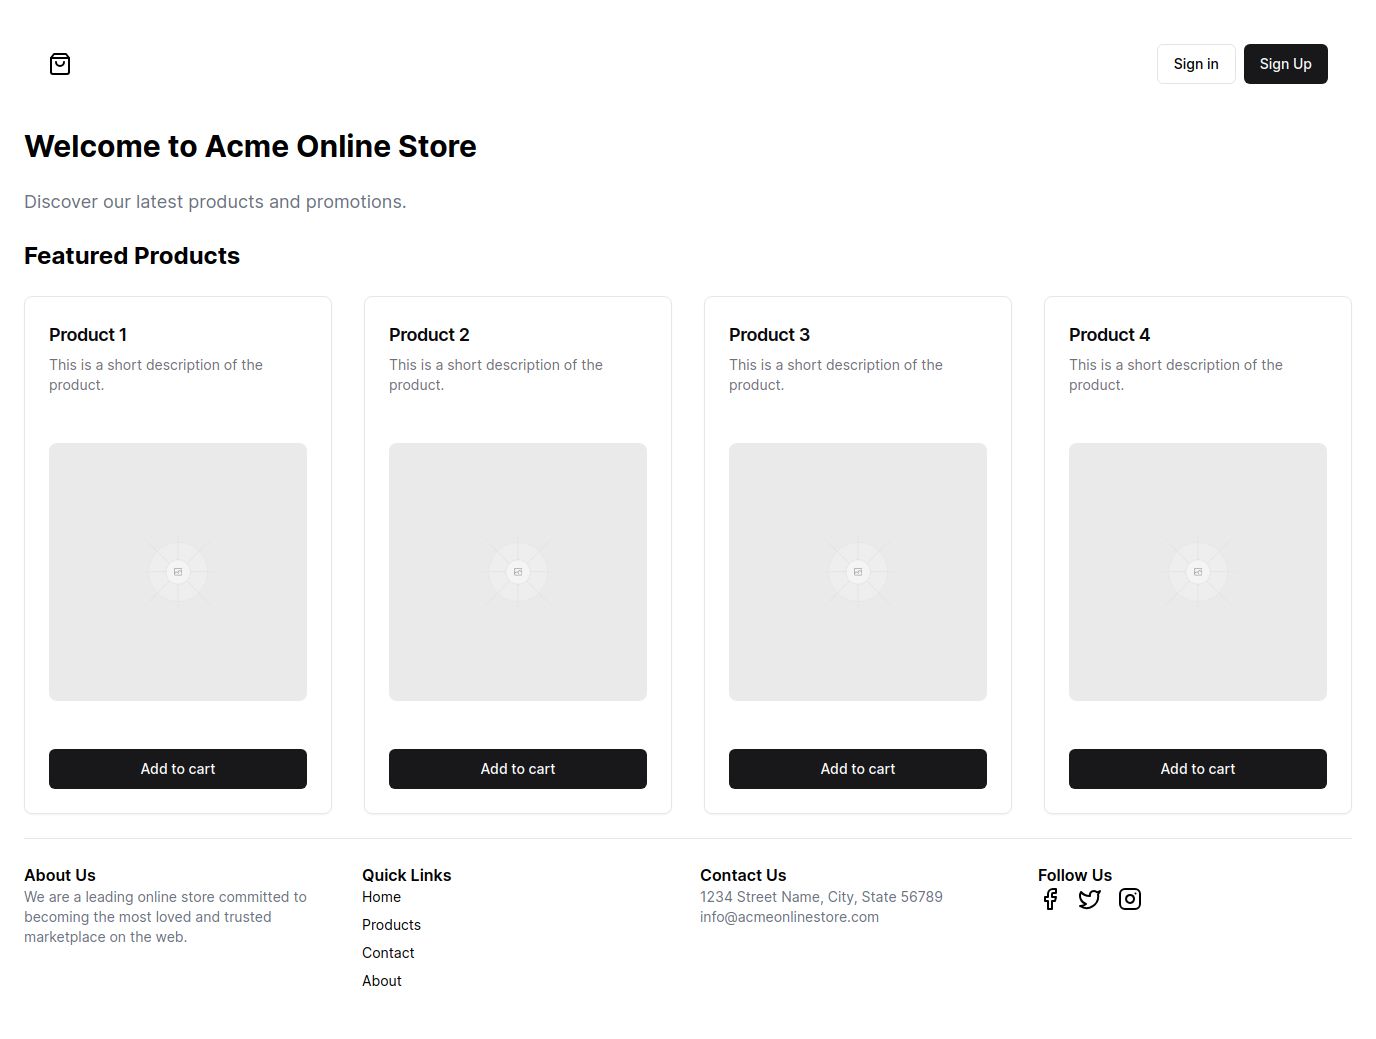 Sign in
Sign Up
Welcome to Acme Online Store
Discover our latest products and promotions.
Featured Products
Product 1
This is a short description of the
product.
Add to cart
Product 2
This is a short description of the
product.
Add to cart
Product 3
This is a short description of the
product.
Add to cart
Product 4
This is a short description of the
product.
Add to cart
About Us
We are a leading online store committed to
becoming the most loved and trusted
marketplace on the web.
Quick Links
Home
Products
Contact
About
Contact Us
1234 Street Name, City, State 56789
info@acmeonlinestore.com
Follow Us